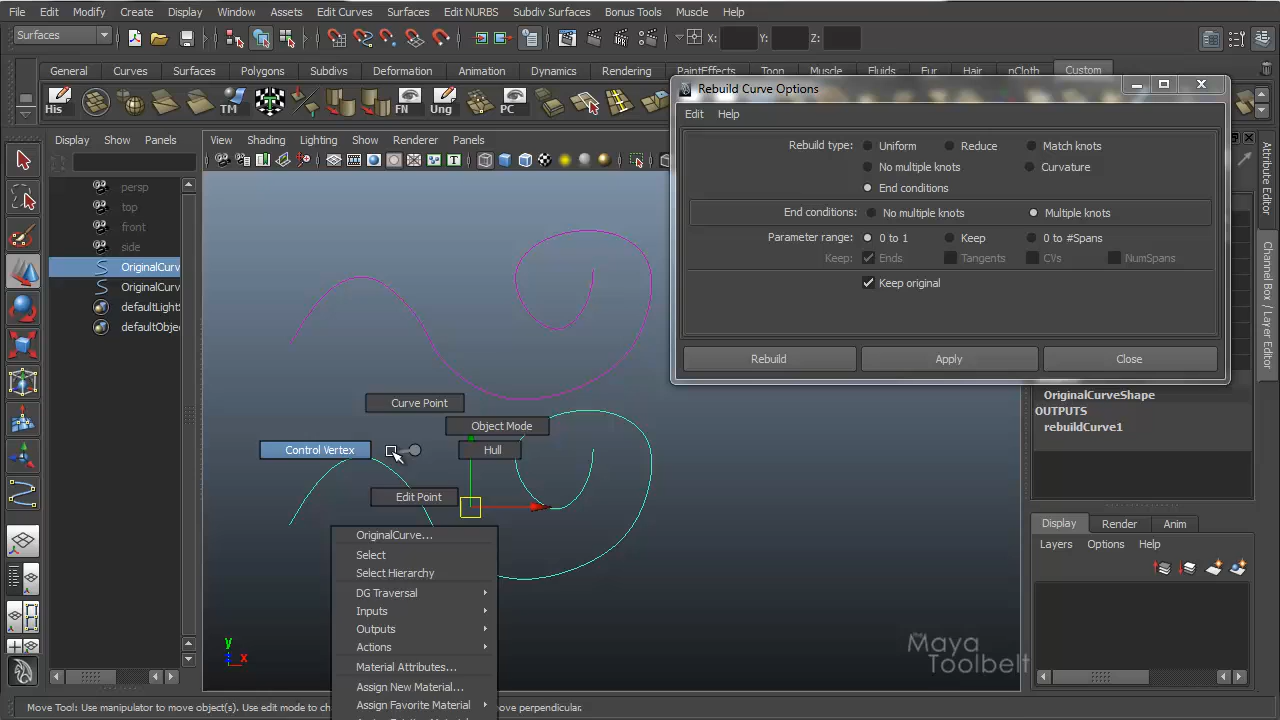 File Edit Modify Create Display Window Assets Edit Curves Surfaces Edit NURBS Subdiv Surfaces Bonus Tools Muscle Help
Surfaces X: Y: Z:
General Curves Surfaces Polygons Subdivs Deformation Animation Dynamics Rendering PaintEffects Toon Muscle Fluids Fur Hair nCloth Custom
His TM FN Ung PC
Rebuild Curve Options
Edit Help
Rebuild type: Uniform Reduce Match knots
No multiple knots Curvature
End conditions
End conditions: No multiple knots Multiple knots
Parameter range: 0 to 1 Keep 0 to #Spans
Keep: Ends Tangents CVs NumSpans
Keep original
Rebuild Apply Close
Display Show Panels
View Shading Lighting Show Renderer Panels
persp
top
front
side
OriginalCurv
OriginalCurv
defaultLight
defaultObje
Curve Point
Object Mode
Control Vertex Hull
Edit Point
OriginalCurve...
Select
Select Hierarchy
DG Traversal
Inputs
Outputs
Actions
Material Attributes...
Assign New Material...
Assign Favorite Material
y
x
the Maya
Toolbelt
Attribute Editor
Channel Box / Layer Editor
OriginalCurveShape
OUTPUTS
rebuildCurve1
Display Render Anim
Layers Options Help
Move Tool: Use manipulator to move object(s). Use edit mode to ch ove perpendicular.